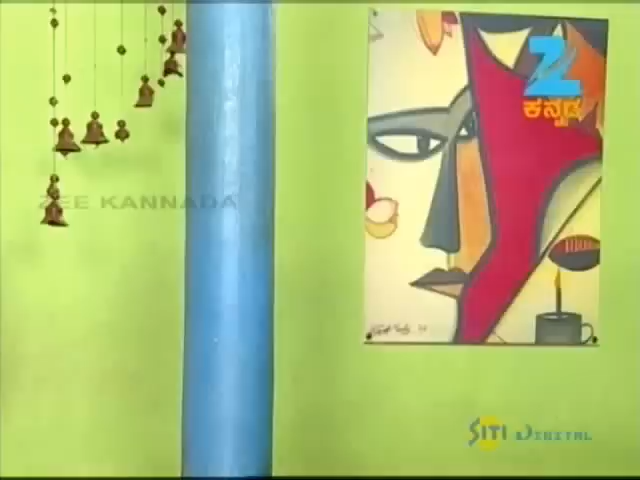 Z
ಕನ್ನಡ
ZEE KANNADA
SITI DIGITAL